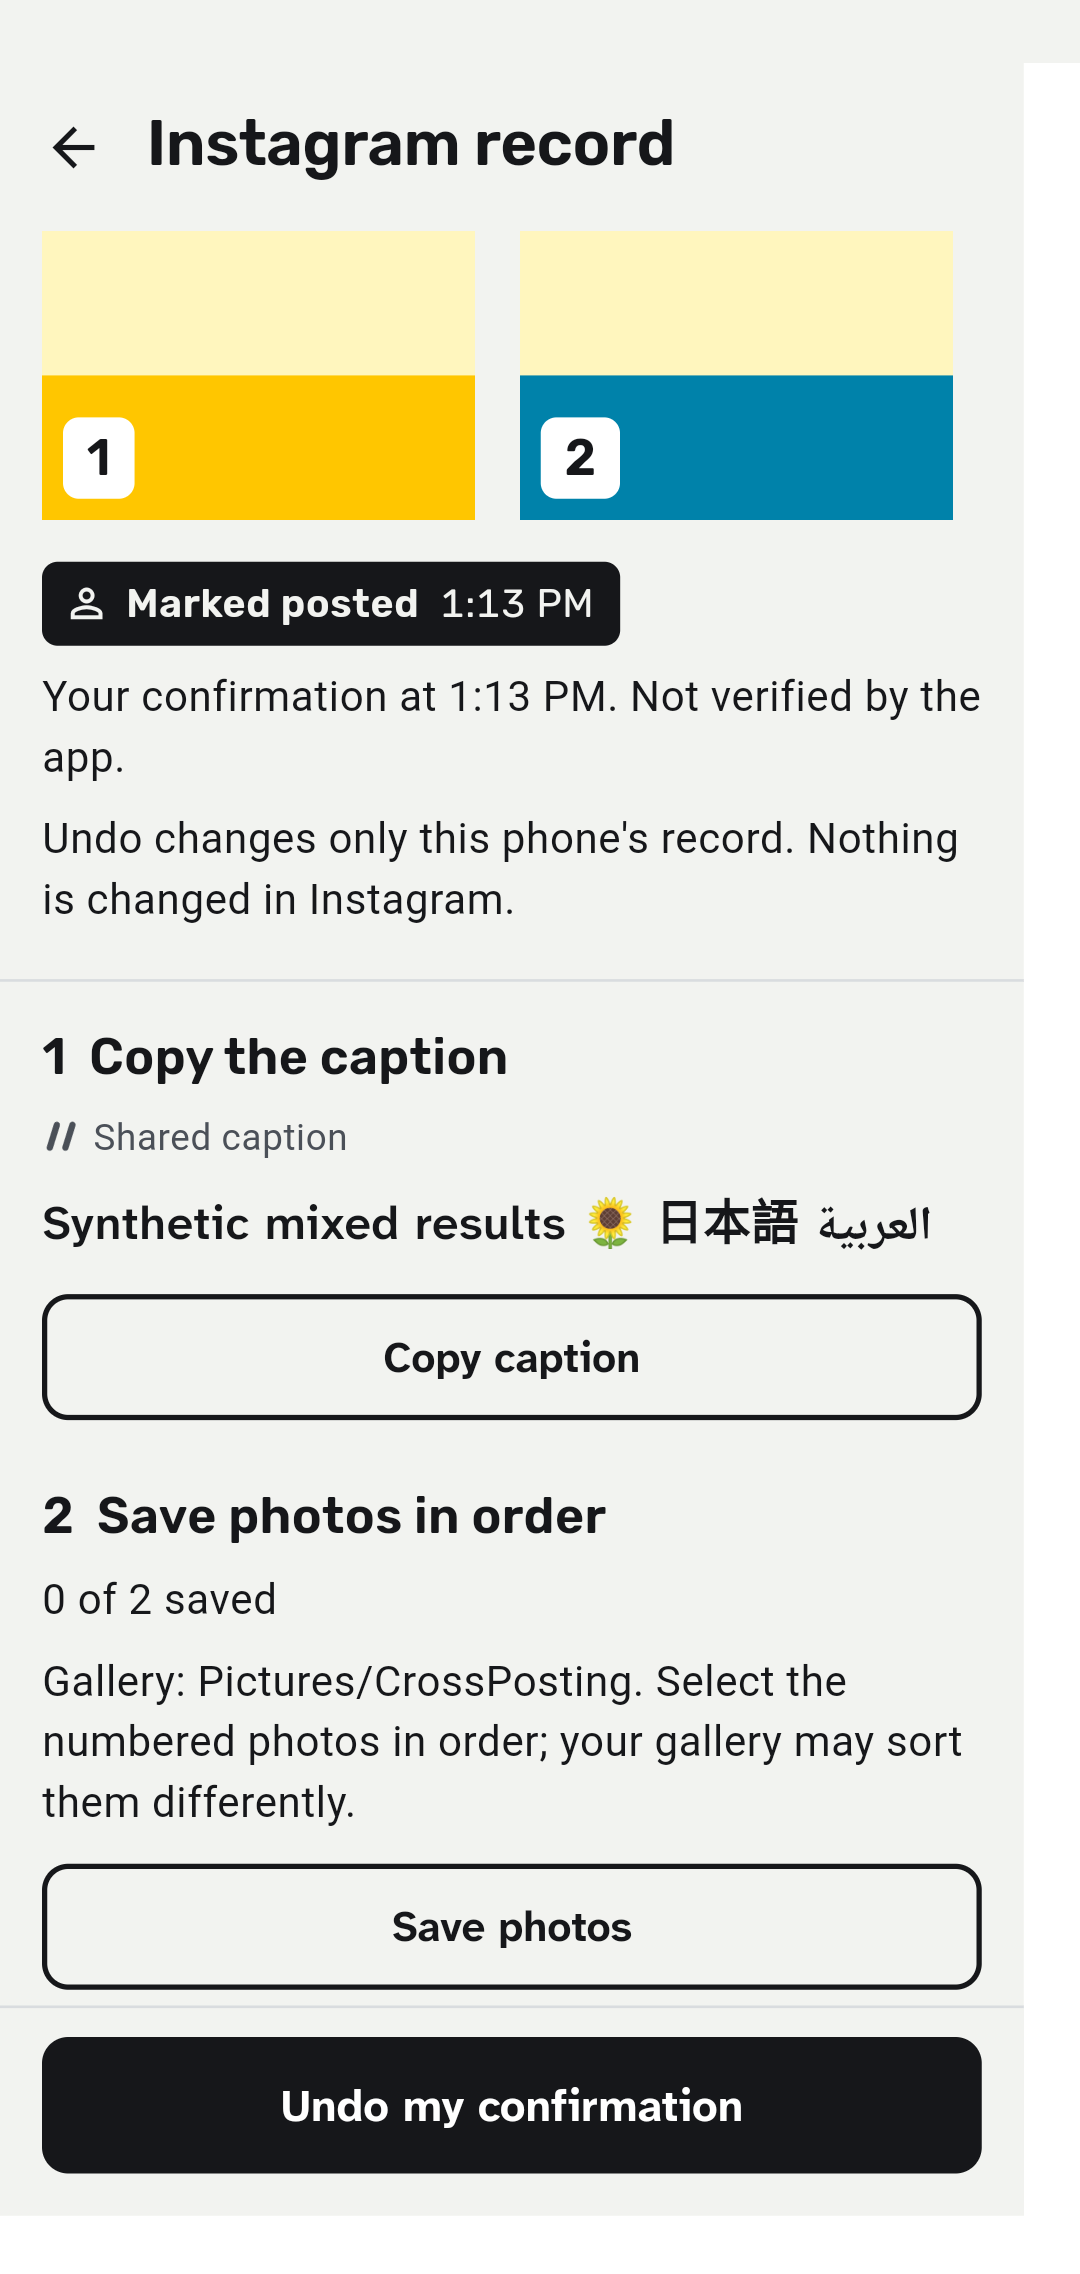 Instagram record
1
2
Marked posted 1:13 PM
Your confirmation at 1:13 PM. Not verified by the
app.
Undo changes only this phone's record. Nothing
is changed in Instagram.
1 Copy the caption
Shared caption
Synthetic mixed results 🌻 日本語 العربية
Copy caption
2 Save photos in order
0 of 2 saved
Gallery: Pictures/CrossPosting. Select the
numbered photos in order; your gallery may sort
them differently.
Save photos
Undo my confirmation